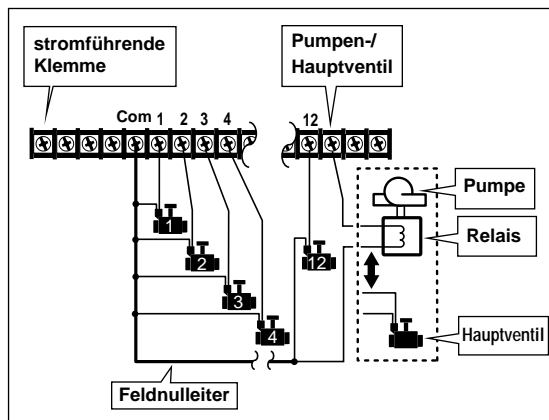 stromführende
Klemme
Pumpen-/
Hauptventil
Com 1 2 3 4 12
1
2
3
4
12
Pumpe
Relais
Hauptventil
Feldnulleiter